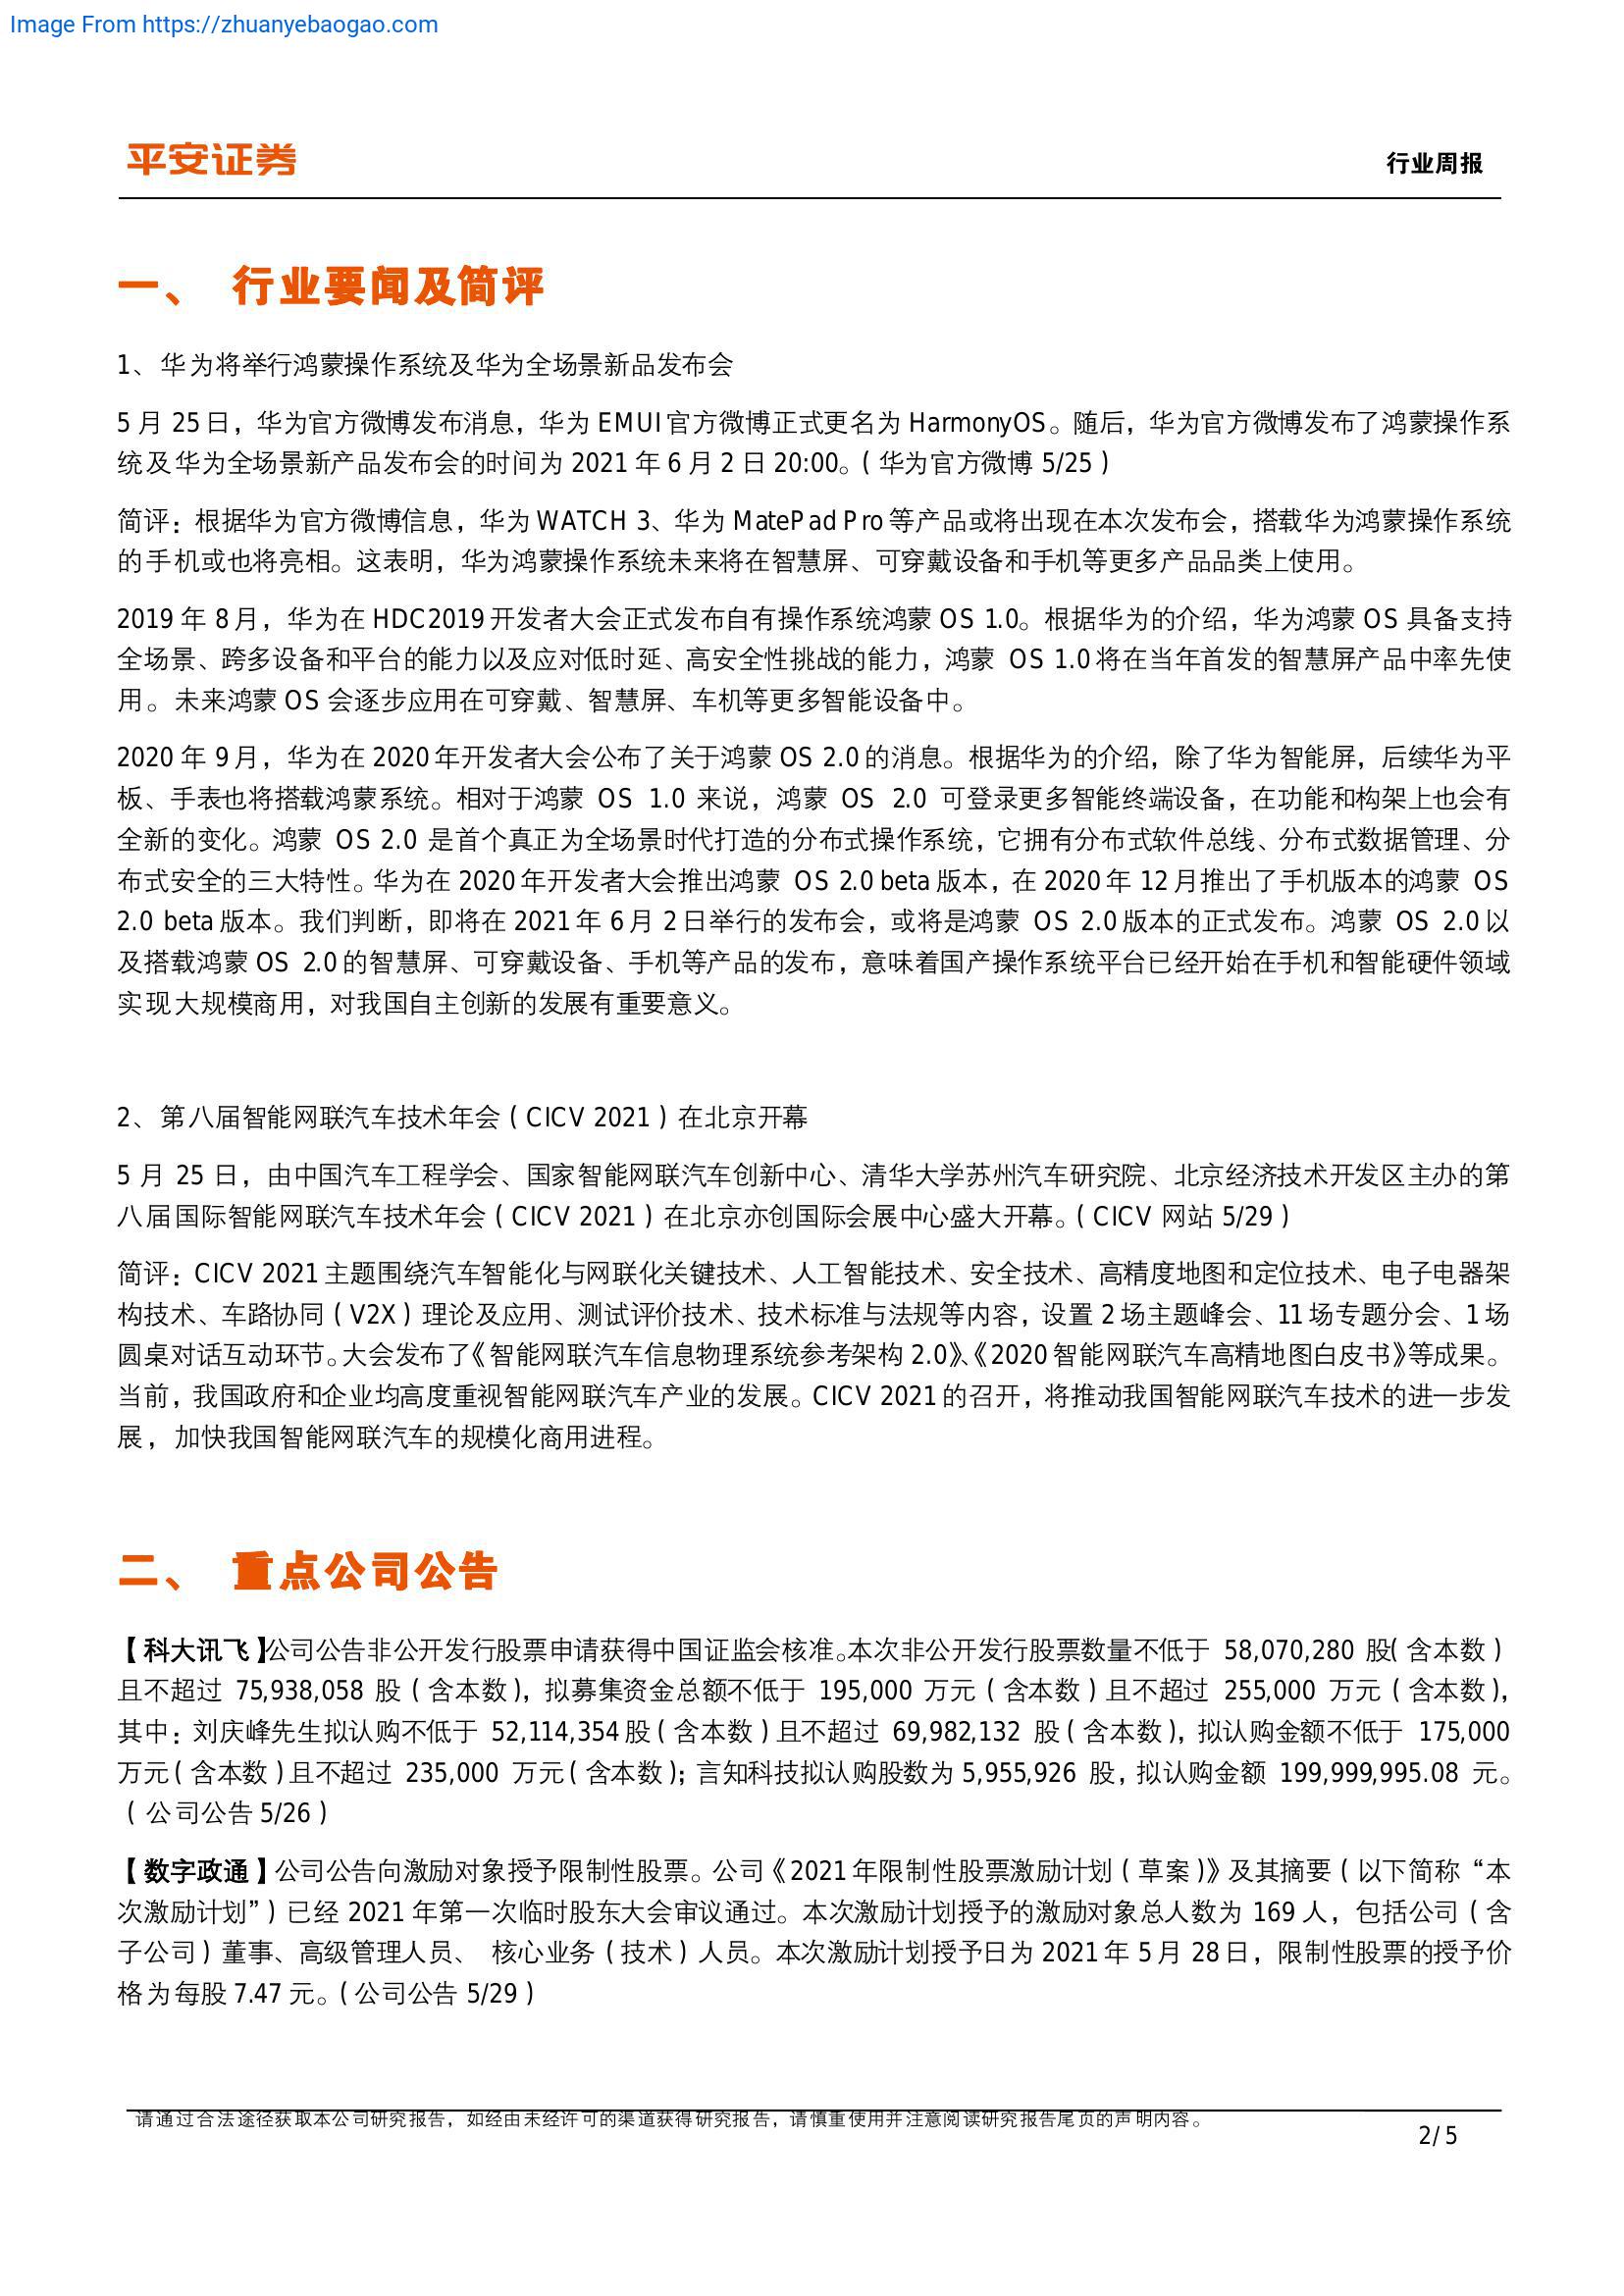 Image From https://zhuanyebaogao.com
平安证券
行业周报
一、 行业要闻及简评
1、华为将举行鸿蒙操作系统及华为全场景新品发布会
5 月 25 日，华为官方微博发布消息，华为 EMUI 官方微博正式更名为 HarmonyOS。随后，华为官方微博发布了鸿蒙操作系
统及华为全场景新产品发布会的时间为 2021 年 6 月 2 日 20:00。（华为官方微博 5/25）
简评：根据华为官方微博信息，华为 WATCH 3、华为 MatePad Pro 等产品或将出现在本次发布会，搭载华为鸿蒙操作系统
的手机或也将亮相。这表明，华为鸿蒙操作系统未来将在智慧屏、可穿戴设备和手机等更多产品品类上使用。
2019 年 8 月，华为在 HDC2019 开发者大会正式发布自有操作系统鸿蒙 OS 1.0。根据华为的介绍，华为鸿蒙 OS 具备支持
全场景、跨多设备和平台的能力以及应对低时延、高安全性挑战的能力，鸿蒙 OS 1.0 将在当年首发的智慧屏产品中率先使
用。未来鸿蒙 OS 会逐步应用在可穿戴、智慧屏、车机等更多智能设备中。
2020 年 9 月，华为在 2020 年开发者大会公布了关于鸿蒙 OS 2.0 的消息。根据华为的介绍，除了华为智能屏，后续华为平
板、手表也将搭载鸿蒙系统。相对于鸿蒙 OS 1.0 来说，鸿蒙 OS 2.0 可登录更多智能终端设备，在功能和构架上也会有
全新的变化。鸿蒙 OS 2.0 是首个真正为全场景时代打造的分布式操作系统，它拥有分布式软件总线、分布式数据管理、分
布式安全的三大特性。华为在 2020 年开发者大会推出鸿蒙 OS 2.0 beta 版本，在 2020 年 12 月推出了手机版本的鸿蒙 OS
2.0 beta 版本。我们判断，即将在 2021 年 6 月 2 日举行的发布会，或将是鸿蒙 OS 2.0 版本的正式发布。鸿蒙 OS 2.0 以
及搭载鸿蒙 OS 2.0 的智慧屏、可穿戴设备、手机等产品的发布，意味着国产操作系统平台已经开始在手机和智能硬件领域
实现大规模商用，对我国自主创新的发展有重要意义。
2、第八届智能网联汽车技术年会（CICV 2021）在北京开幕
5 月 25 日，由中国汽车工程学会、国家智能网联汽车创新中心、清华大学苏州汽车研究院、北京经济技术开发区主办的第
八届国际智能网联汽车技术年会（CICV 2021）在北京亦创国际会展中心盛大开幕。（CICV 网站 5/29）
简评：CICV 2021 主题围绕汽车智能化与网联化关键技术、人工智能技术、安全技术、高精度地图和定位技术、电子电器架
构技术、车路协同（V2X）理论及应用、测试评价技术、技术标准与法规等内容，设置 2 场主题峰会、11 场专题分会、1 场
圆桌对话互动环节。大会发布了《智能网联汽车信息物理系统参考架构 2.0》、《2020 智能网联汽车高精地图白皮书》等成果。
当前，我国政府和企业均高度重视智能网联汽车产业的发展。CICV 2021 的召开，将推动我国智能网联汽车技术的进一步发
展，加快我国智能网联汽车的规模化商用进程。
二、 重点公司公告
【科大讯飞】公司公告非公开发行股票申请获得中国证监会核准。本次非公开发行股票数量不低于 58,070,280 股（含本数）
且不超过 75,938,058 股（含本数），拟募集资金总额不低于 195,000 万元（含本数）且不超过 255,000 万元（含本数），
其中：刘庆峰先生拟认购不低于 52,114,354 股（含本数）且不超过 69,982,132 股（含本数），拟认购金额不低于 175,000
万元（含本数）且不超过 235,000 万元（含本数）；言知科技拟认购股数为 5,955,926 股，拟认购金额 199,999,995.08 元。
（公司公告 5/26）
【数字政通】公司公告向激励对象授予限制性股票。公司《2021 年限制性股票激励计划（草案）》及其摘要（以下简称“本
次激励计划”）已经 2021 年第一次临时股东大会审议通过。本次激励计划授予的激励对象总人数为 169 人，包括公司（含
子公司）董事、高级管理人员、 核心业务（技术）人员。本次激励计划授予日为 2021 年 5 月 28 日，限制性股票的授予价
格为每股 7.47 元。（公司公告 5/29）
请通过合法途径获取本公司研究报告，如经由未经许可的渠道获得研究报告，请慎重使用并注意阅读研究报告尾页的声明内容。
2/ 5